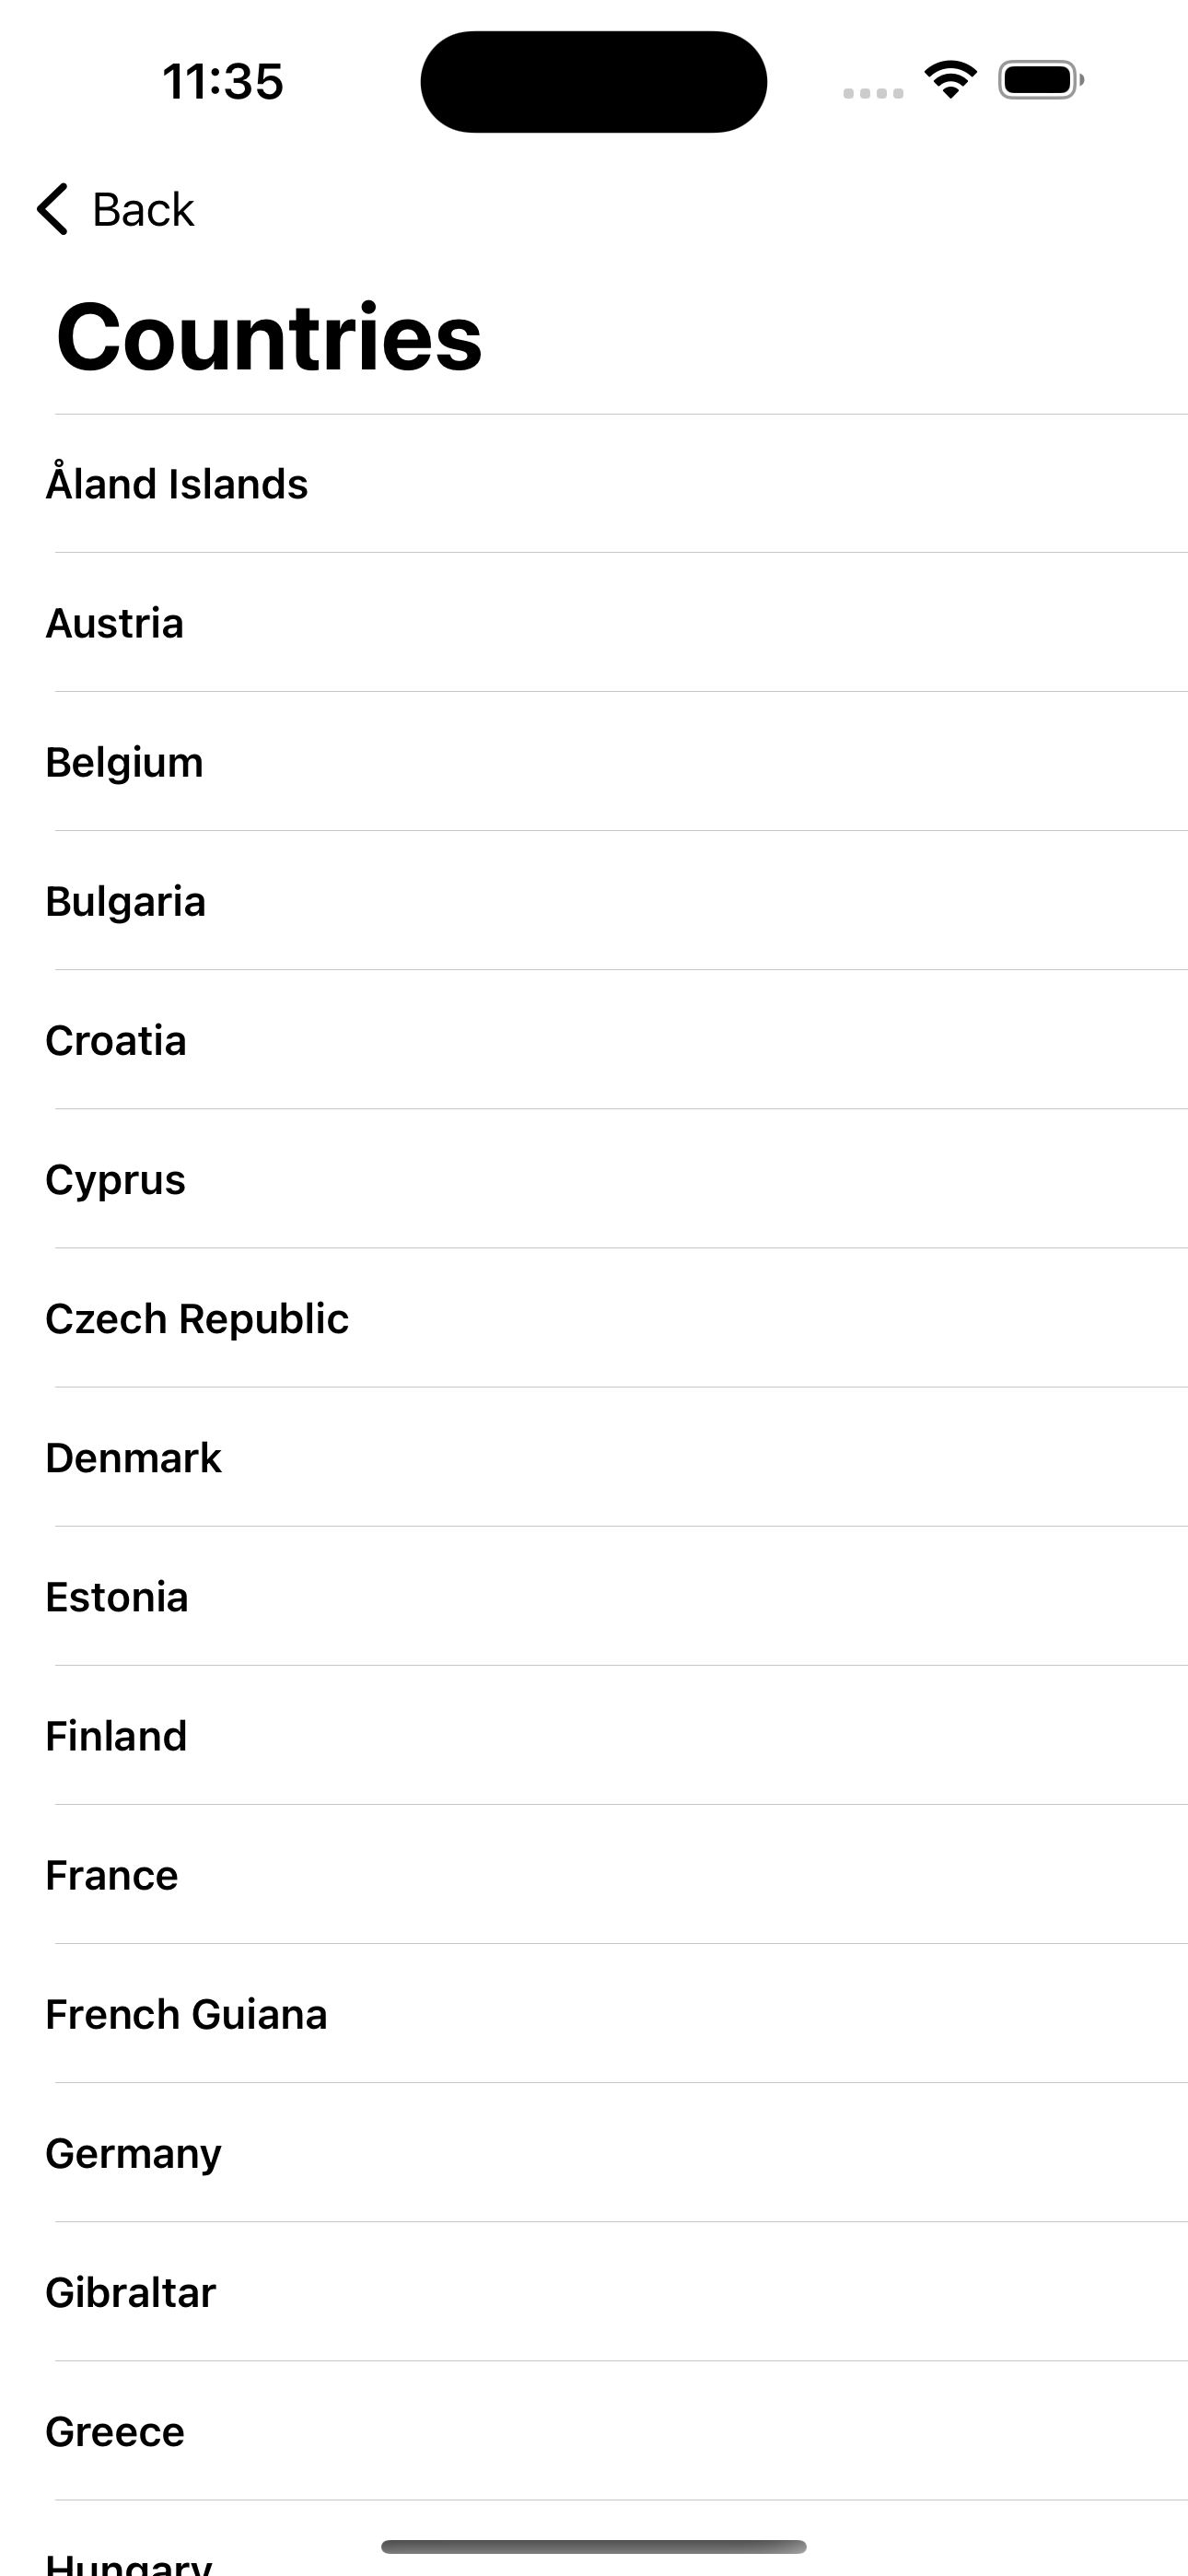 11:35
Back
Countries
Åland Islands
Austria
Belgium
Bulgaria
Croatia
Cyprus
Czech Republic
Denmark
Estonia
Finland
France
French Guiana
Germany
Gibraltar
Greece
Hungary